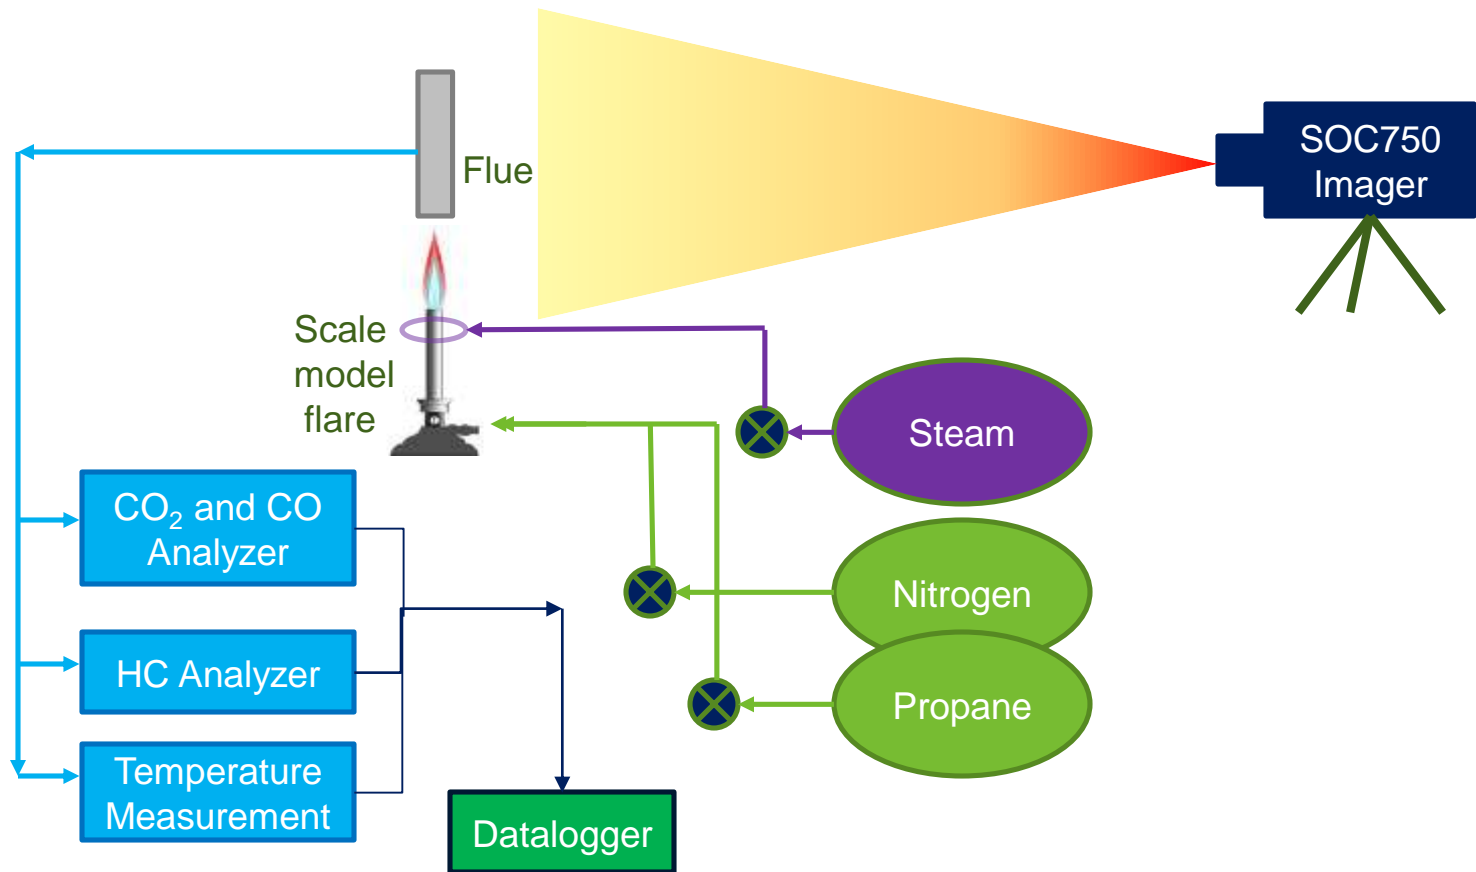 SOC750
Imager
Flue
Scale
model
flare
Steam
CO₂ and CO
Analyzer
Nitrogen
HC Analyzer
Propane
Temperature
Measurement
Datalogger